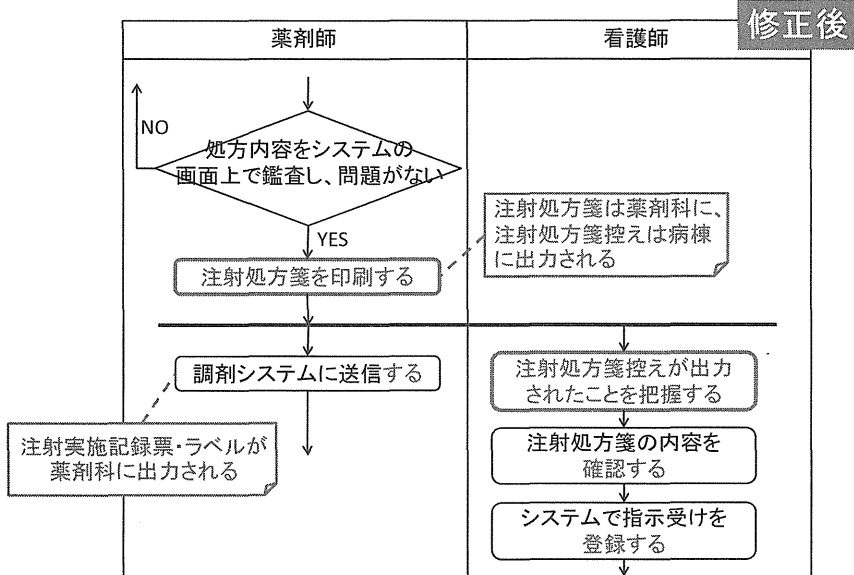 修正後
薬剤師
看護師
NO
処方内容をシステムの
画面上で鑑査し、問題がない
YES
注射処方箋は薬剤科に、
注射処方箋控えは病棟
に出力される
注射処方箋を印刷する
調剤システムに送信する
注射処方箋控えが出力
されたことを把握する
注射実施記録票・ラベルが
薬剤科に出力される
注射処方箋の内容を
確認する
システムで指示受けを
登録する